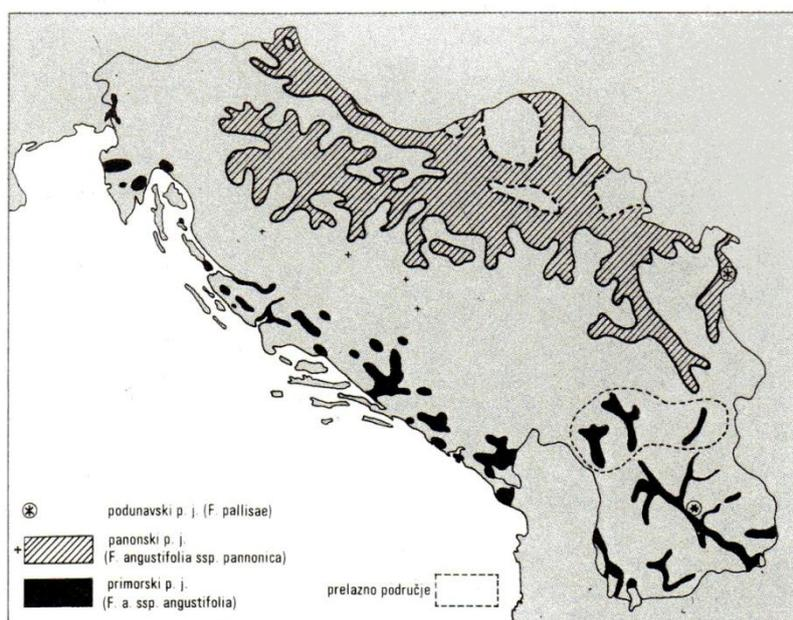 podunavski p. j. (F. pallisae)
panonski p. j.
(F. angustifolia ssp. pannonica)
primorski p. j.
(F. a. ssp. angustifolia)
prelazno područje